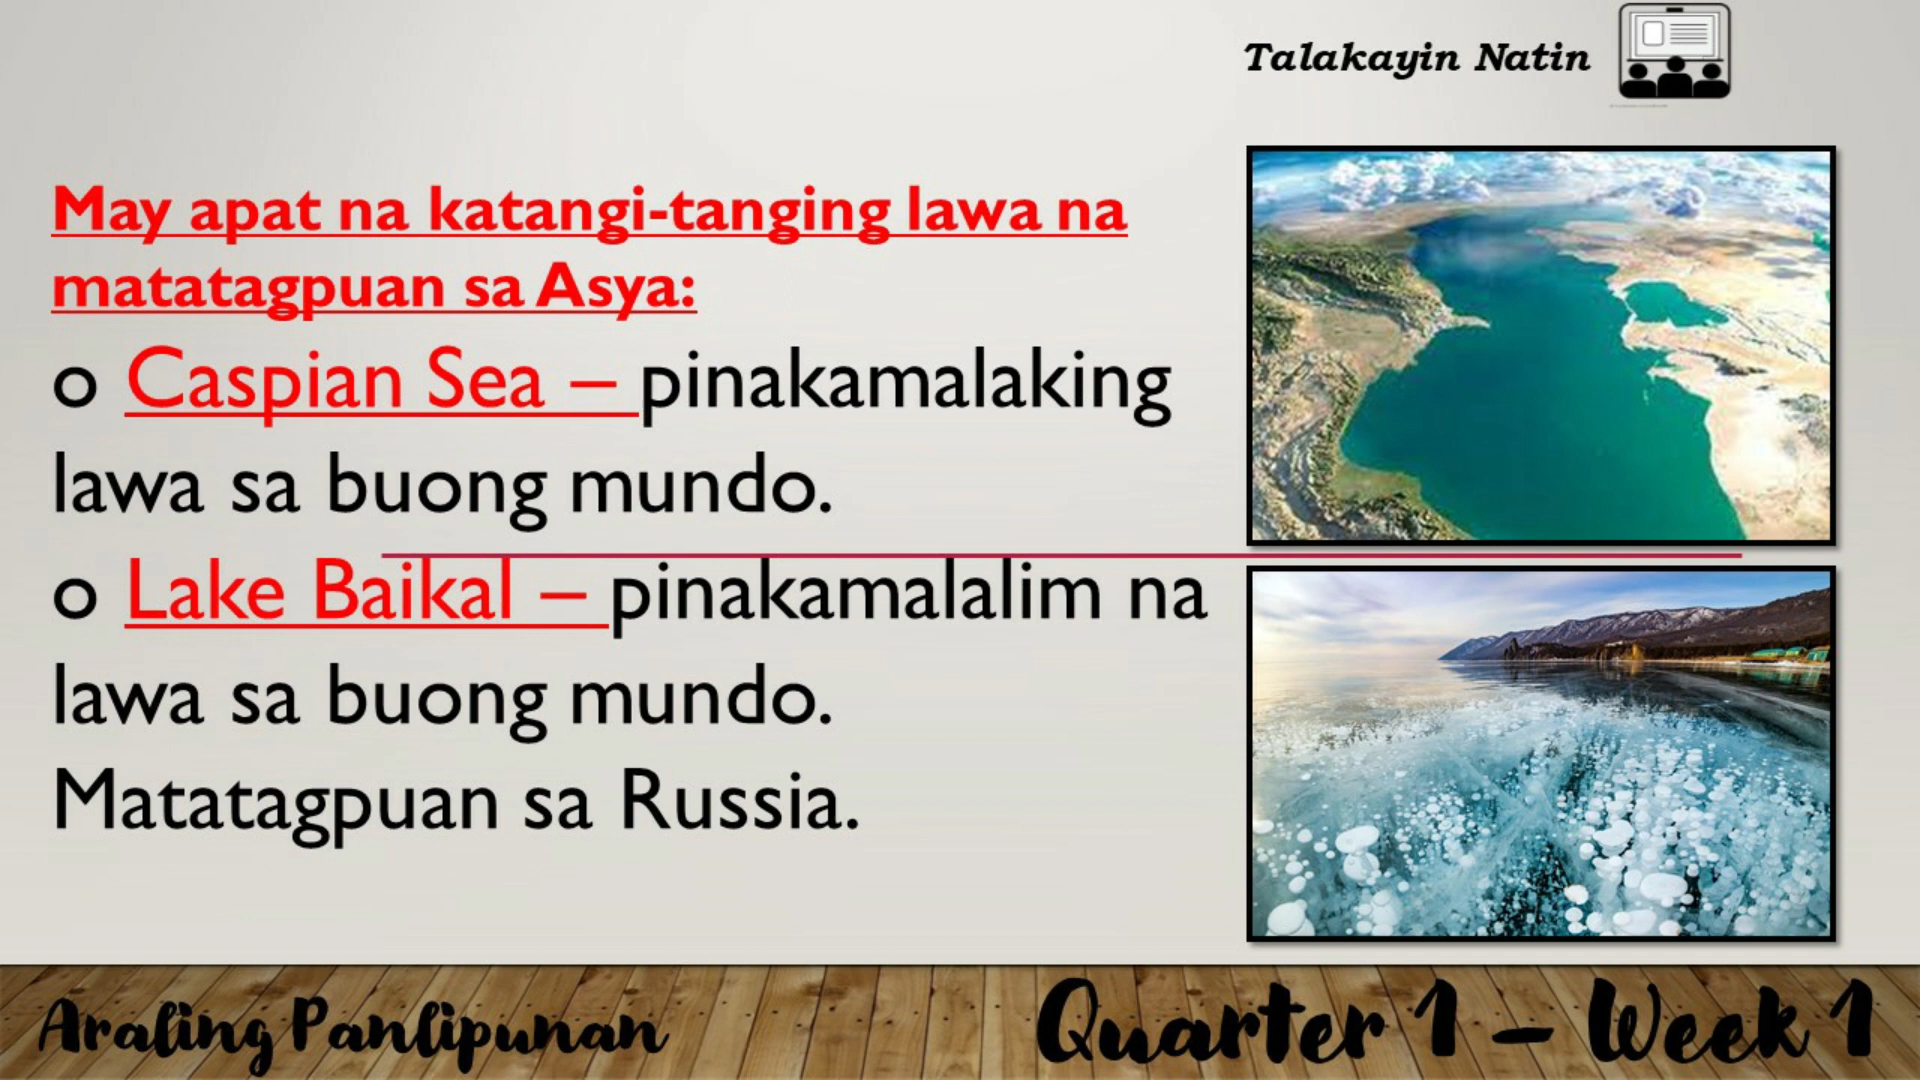 Talakayin Natin
May apat na katangi-tanging lawa na
matatagpuan sa Asya:
o Caspian Sea – pinakamalaking
lawa sa buong mundo.
o Lake Baikal – pinakamalalim na
lawa sa buong mundo.
Matatagpuan sa Russia.
Araling Panlipunan
Quarter 1 – Week 1